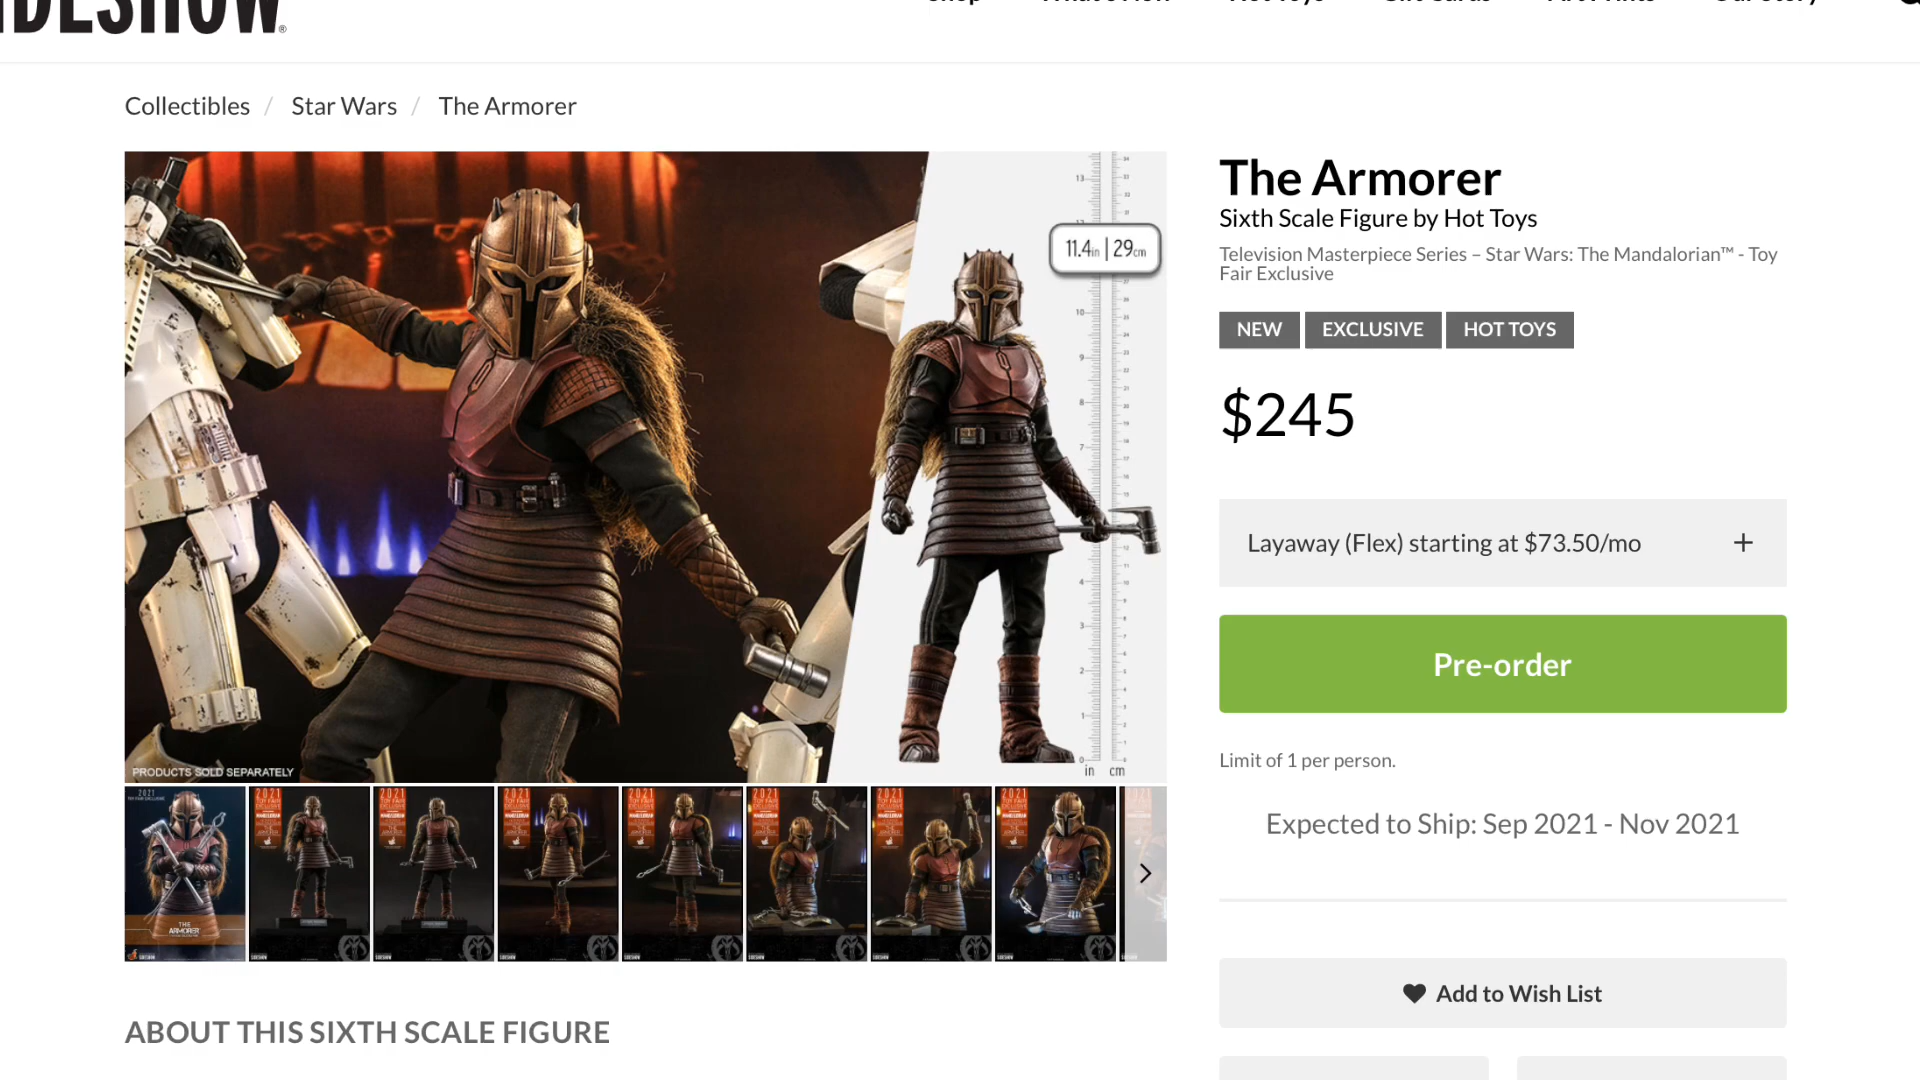 Collectibles / Star Wars / The Armorer
11.4in | 29cm
in cm
PRODUCTS SOLD SEPARATELY
THE
ARMORER
ABOUT THIS SIXTH SCALE FIGURE
The Armorer
Sixth Scale Figure by Hot Toys
Television Masterpiece Series – Star Wars: The Mandalorian™ - Toy
Fair Exclusive
NEW EXCLUSIVE HOT TOYS
$245
Layaway (Flex) starting at $73.50/mo +
Pre-order
Limit of 1 per person.
Expected to Ship: Sep 2021 - Nov 2021
Add to Wish List